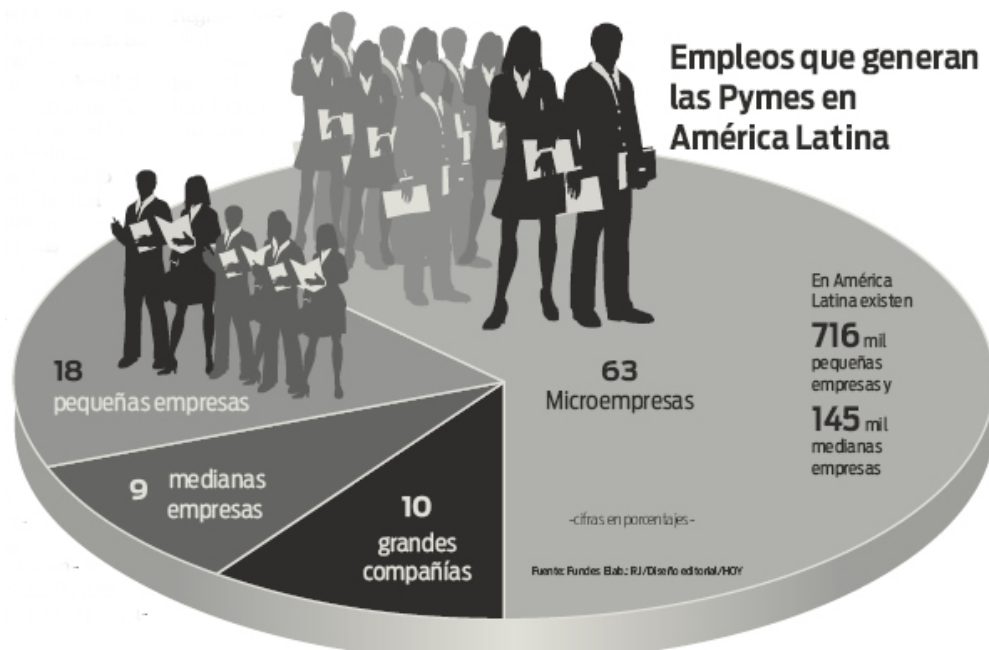 Empleos que generan
las Pymes en
América Latina
En América
Latina existen
716 mil
pequeñas
empresas y
145 mil
medianas
empresas
63
Microempresas
18
pequeñas empresas
9 medianas
empresas
10
grandes
compañías
-cifras en porcentajes-
Fuente: Fundes Elab.: RJ/Diseño editorial/HOY